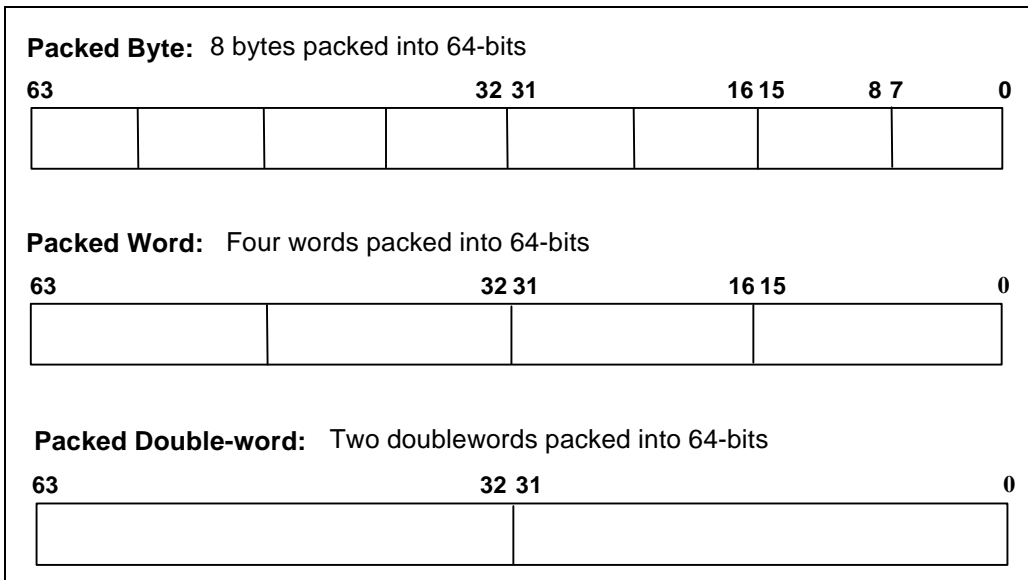 Packed Byte: 8 bytes packed into 64-bits
63 32 31 16 15 8 7 0
Packed Word: Four words packed into 64-bits
63 32 31 16 15 0
Packed Double-word: Two doublewords packed into 64-bits
63 32 31 0